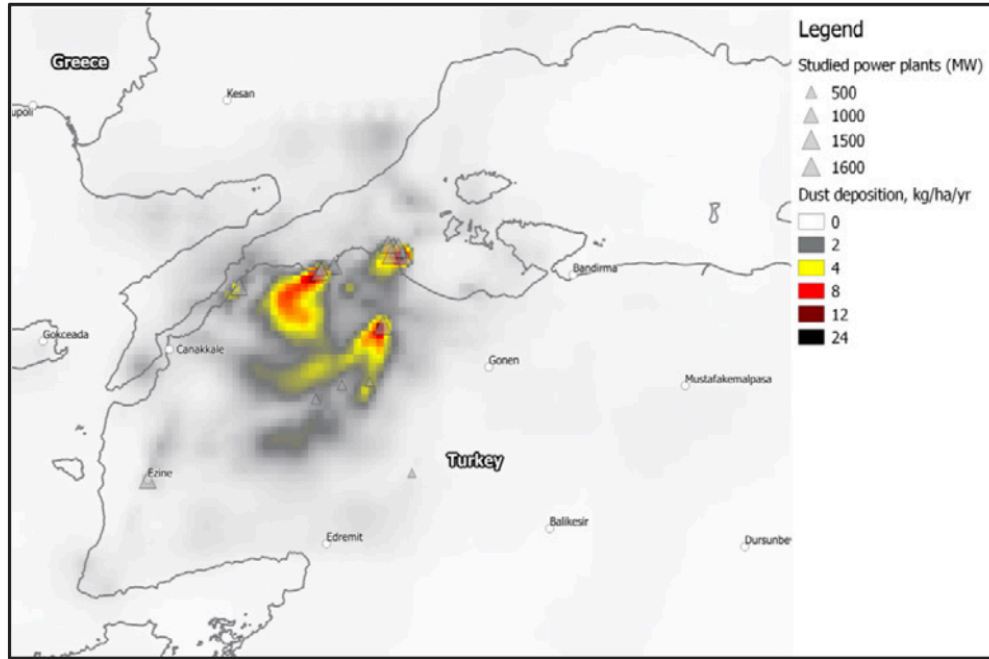 Greece
Kesan
upoli
Bandirma
Gokceada
Canakkale
Gonen
Mustafakemalpasa
Turkey
Ezine
Balikesir
Edremit
Dursunbe
Legend
Studied power plants (MW)
500
1000
1500
1600
Dust deposition, kg/ha/yr
0
2
4
8
12
24